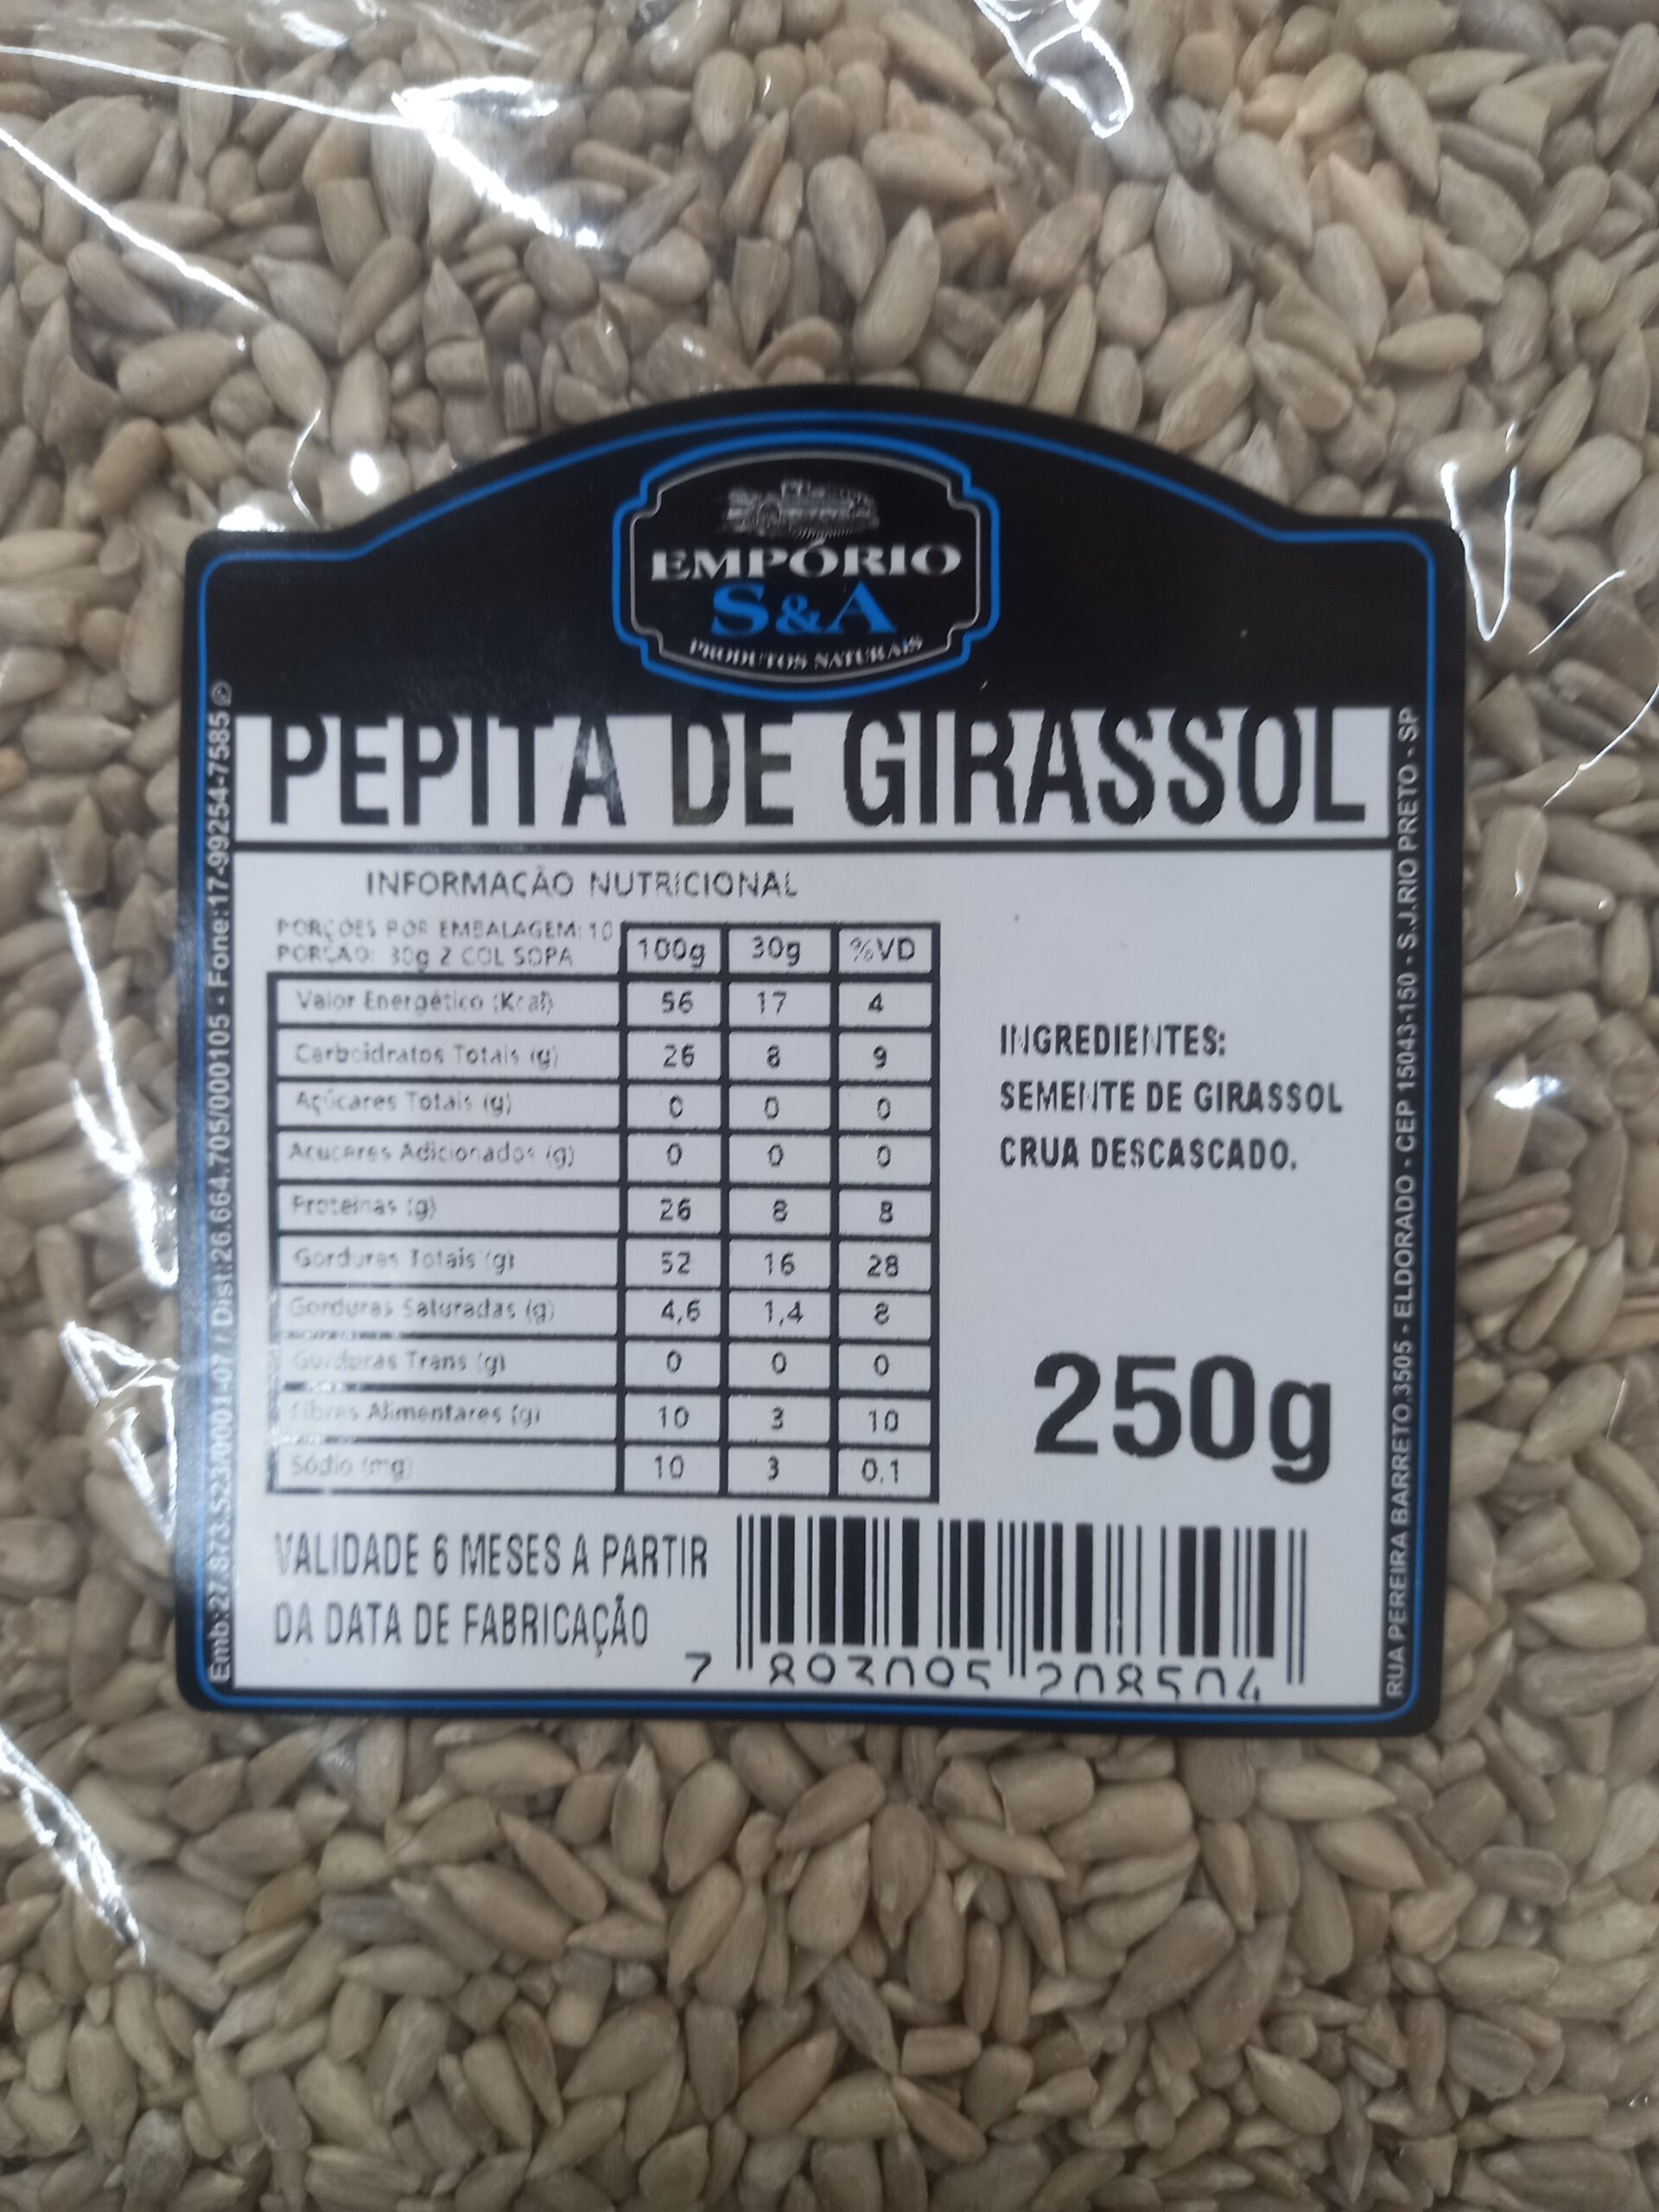 EMPÓRIO
S&A
PRODUTOS NATURAIS
PEPITA DE GIRASSOL
INFORMAÇÃO NUTRICIONAL
PORÇÕES POR EMBALAGEM: 10
PORÇAO: 30g 2 COL SOPA
100g 30g %VD
Valor Energético (Kcal) 56 17 4
Carboidratos Totais (g) 26 8 9
Açúcares Totais (g) 0 0 0
Acucares Adicionados (g) 0 0 0
Proteínas (g) 26 8 8
Gorduras Totais (g) 52 16 28
Gorduras Saturadas (g) 4,6 1,4 8
Gorduras Trans (g) 0 0 0
Fibras Alimentares (g) 10 3 10
Sódio (mg) 10 3 0.1
INGREDIENTES:
SEMENTE DE GIRASSOL
CRUA DESCASCADO.
250g
VALIDADE 6 MESES A PARTIR
DA DATA DE FABRICAÇÃO
7 803005 208504
Emb:27.873.523/0001-07 / Dist:26.664.705/000105 - Fone:17-99254-7585
RUA PEREIRA BARRETO,3505 - ELDORADO - CEP 15043-150 - S.J.RIO PRETO - SP